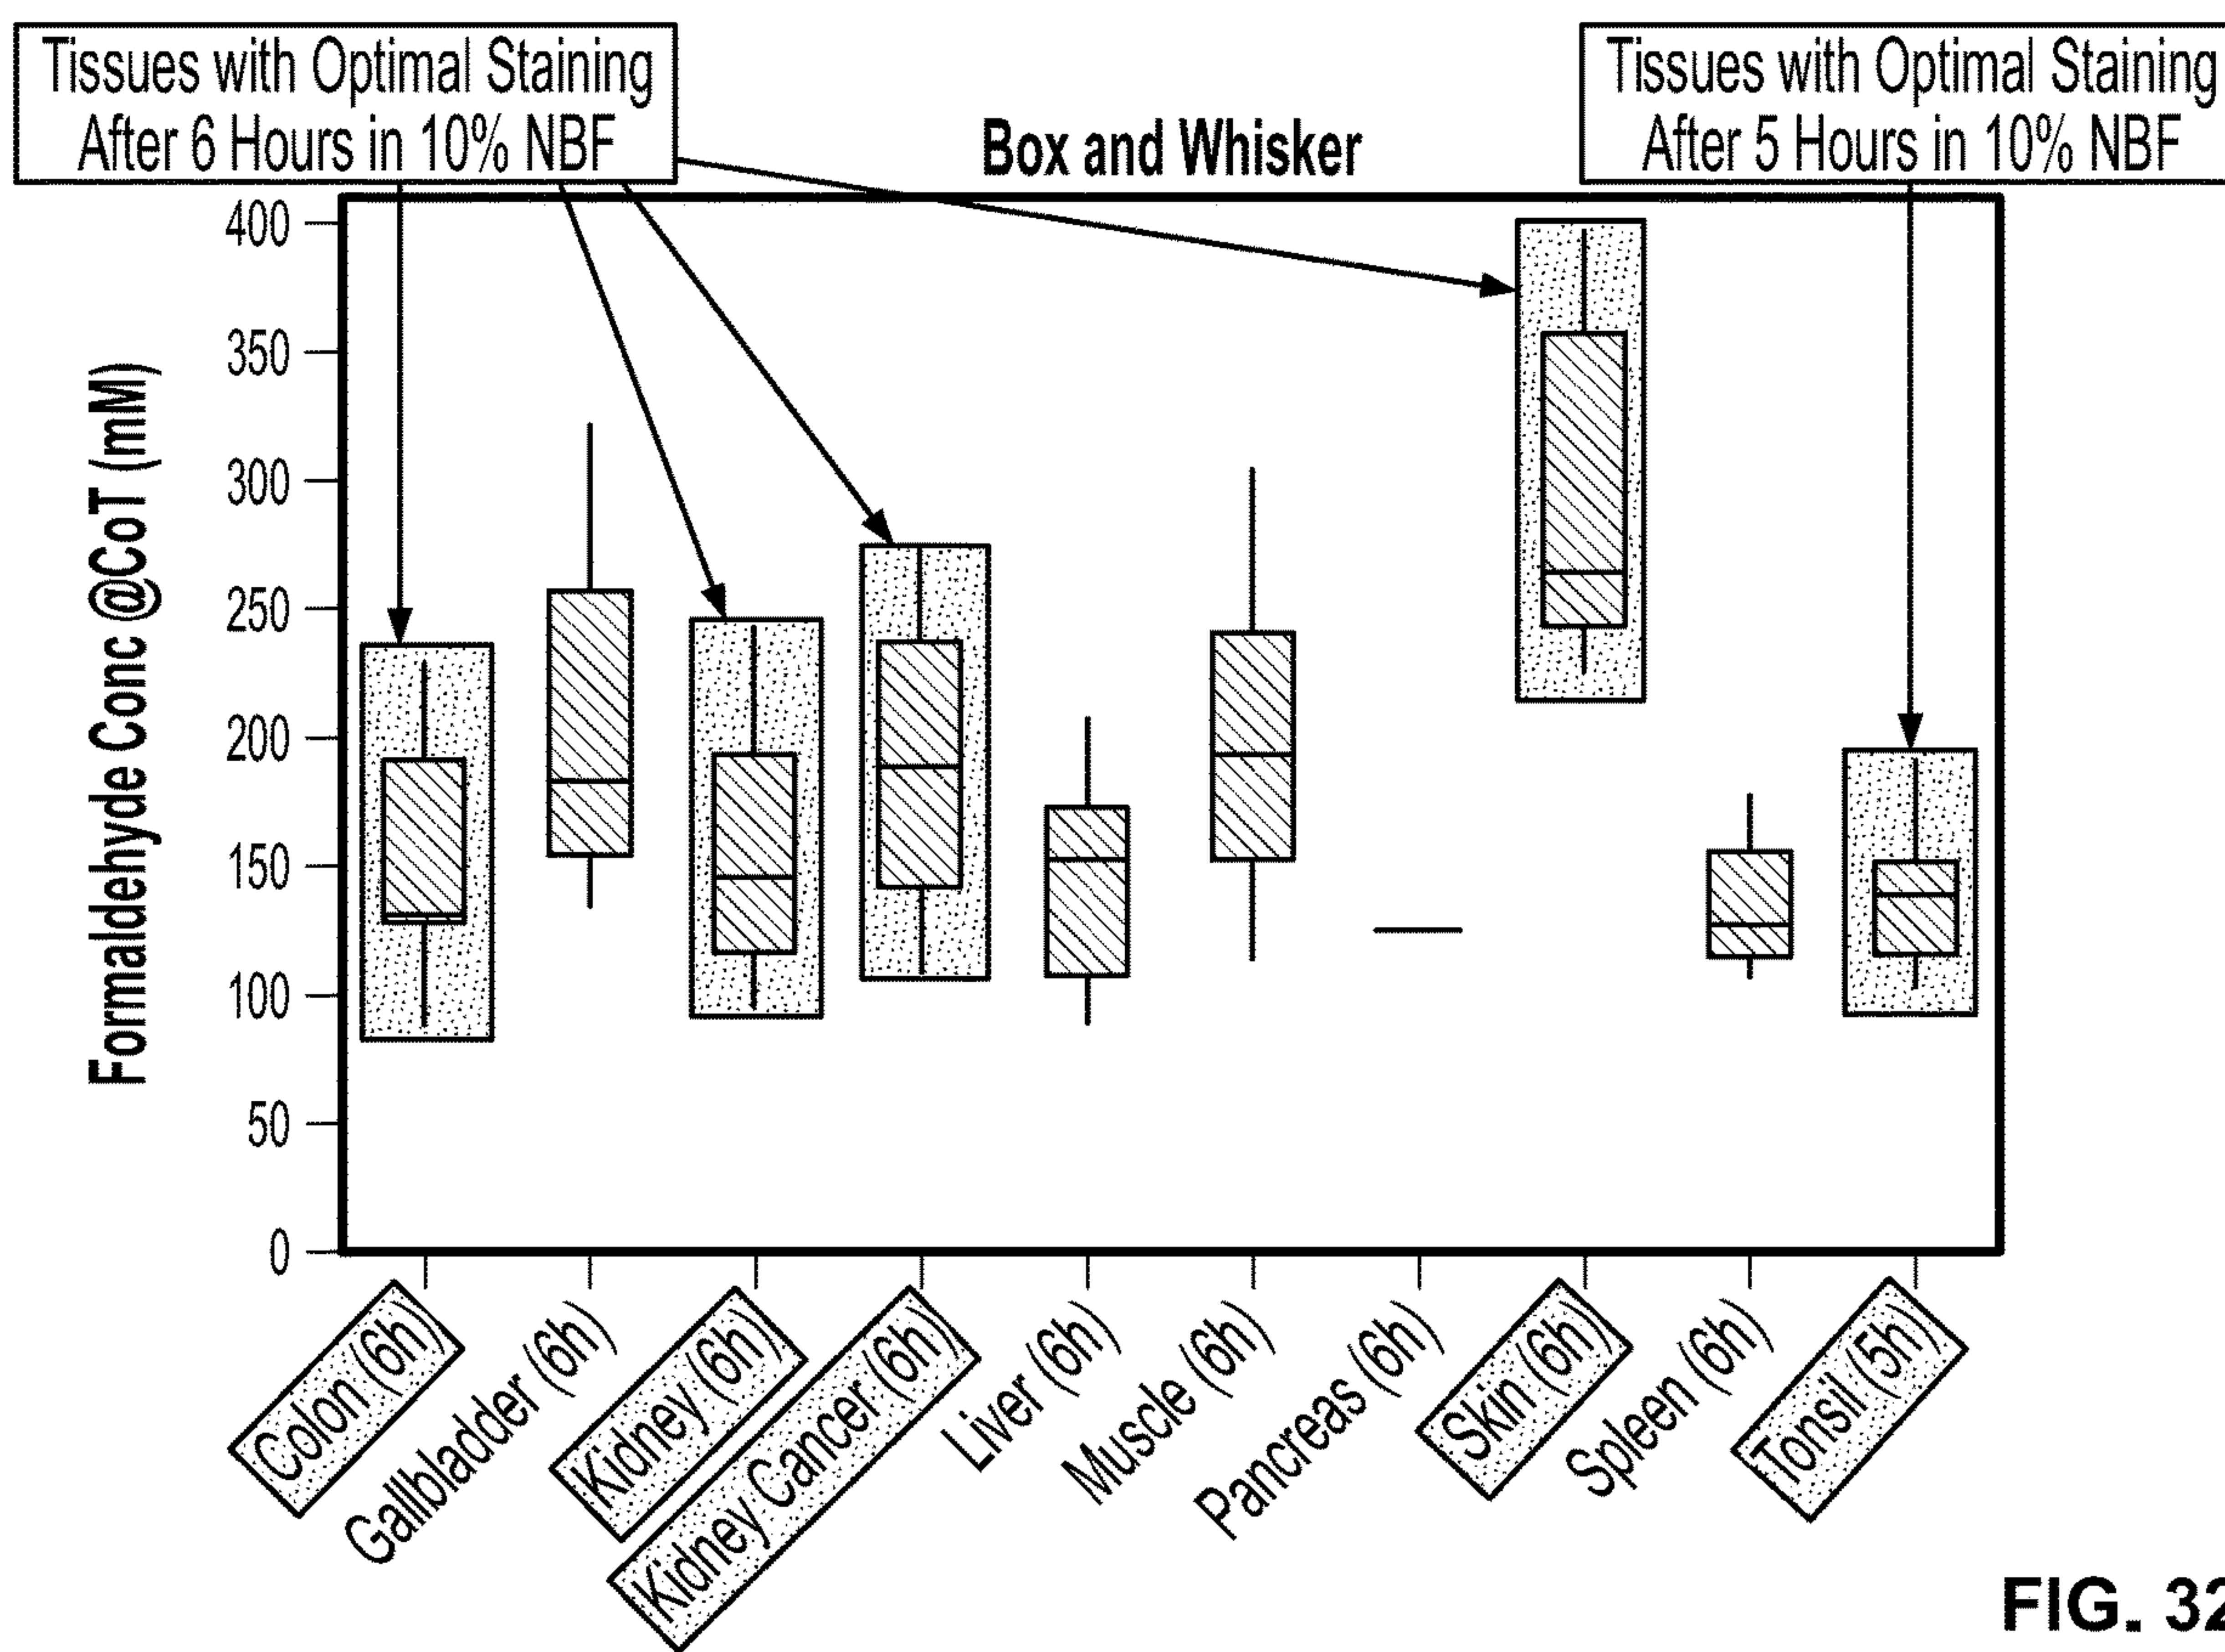 Tissues with Optimal Staining
After 6 Hours in 10% NBF
Tissues with Optimal Staining
After 5 Hours in 10% NBF
Box and Whisker
Formaldehyde Conc @CoT (mM)
400
350
300
250
200
150
100
50
0
Colon (6h)
Gallbladder (6h)
Kidney (6h)
Kidney Cancer (6h)
Liver (6h)
Muscle (6h)
Pancreas (6h)
Skin (6h)
Spleen (6h)
Tonsil (5h)
FIG. 32